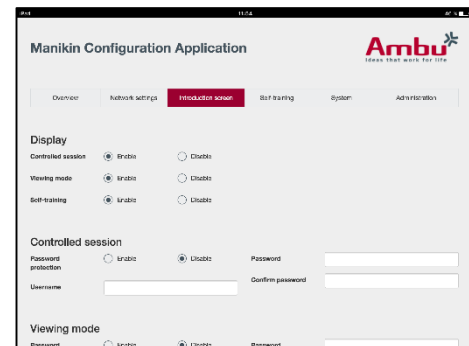 iPad 11:04
Manikin Configuration Application
Ambu
Ideas that work for life
Overview Network settings Introduction screen Self-training System Administration
Display
Controlled session Enable Disable
Viewing mode Enable Disable
Self-training Enable Disable
Controlled session
Password protection Enable Disable Password
Username Confirm password
Viewing mode
Password Enable Disable Password